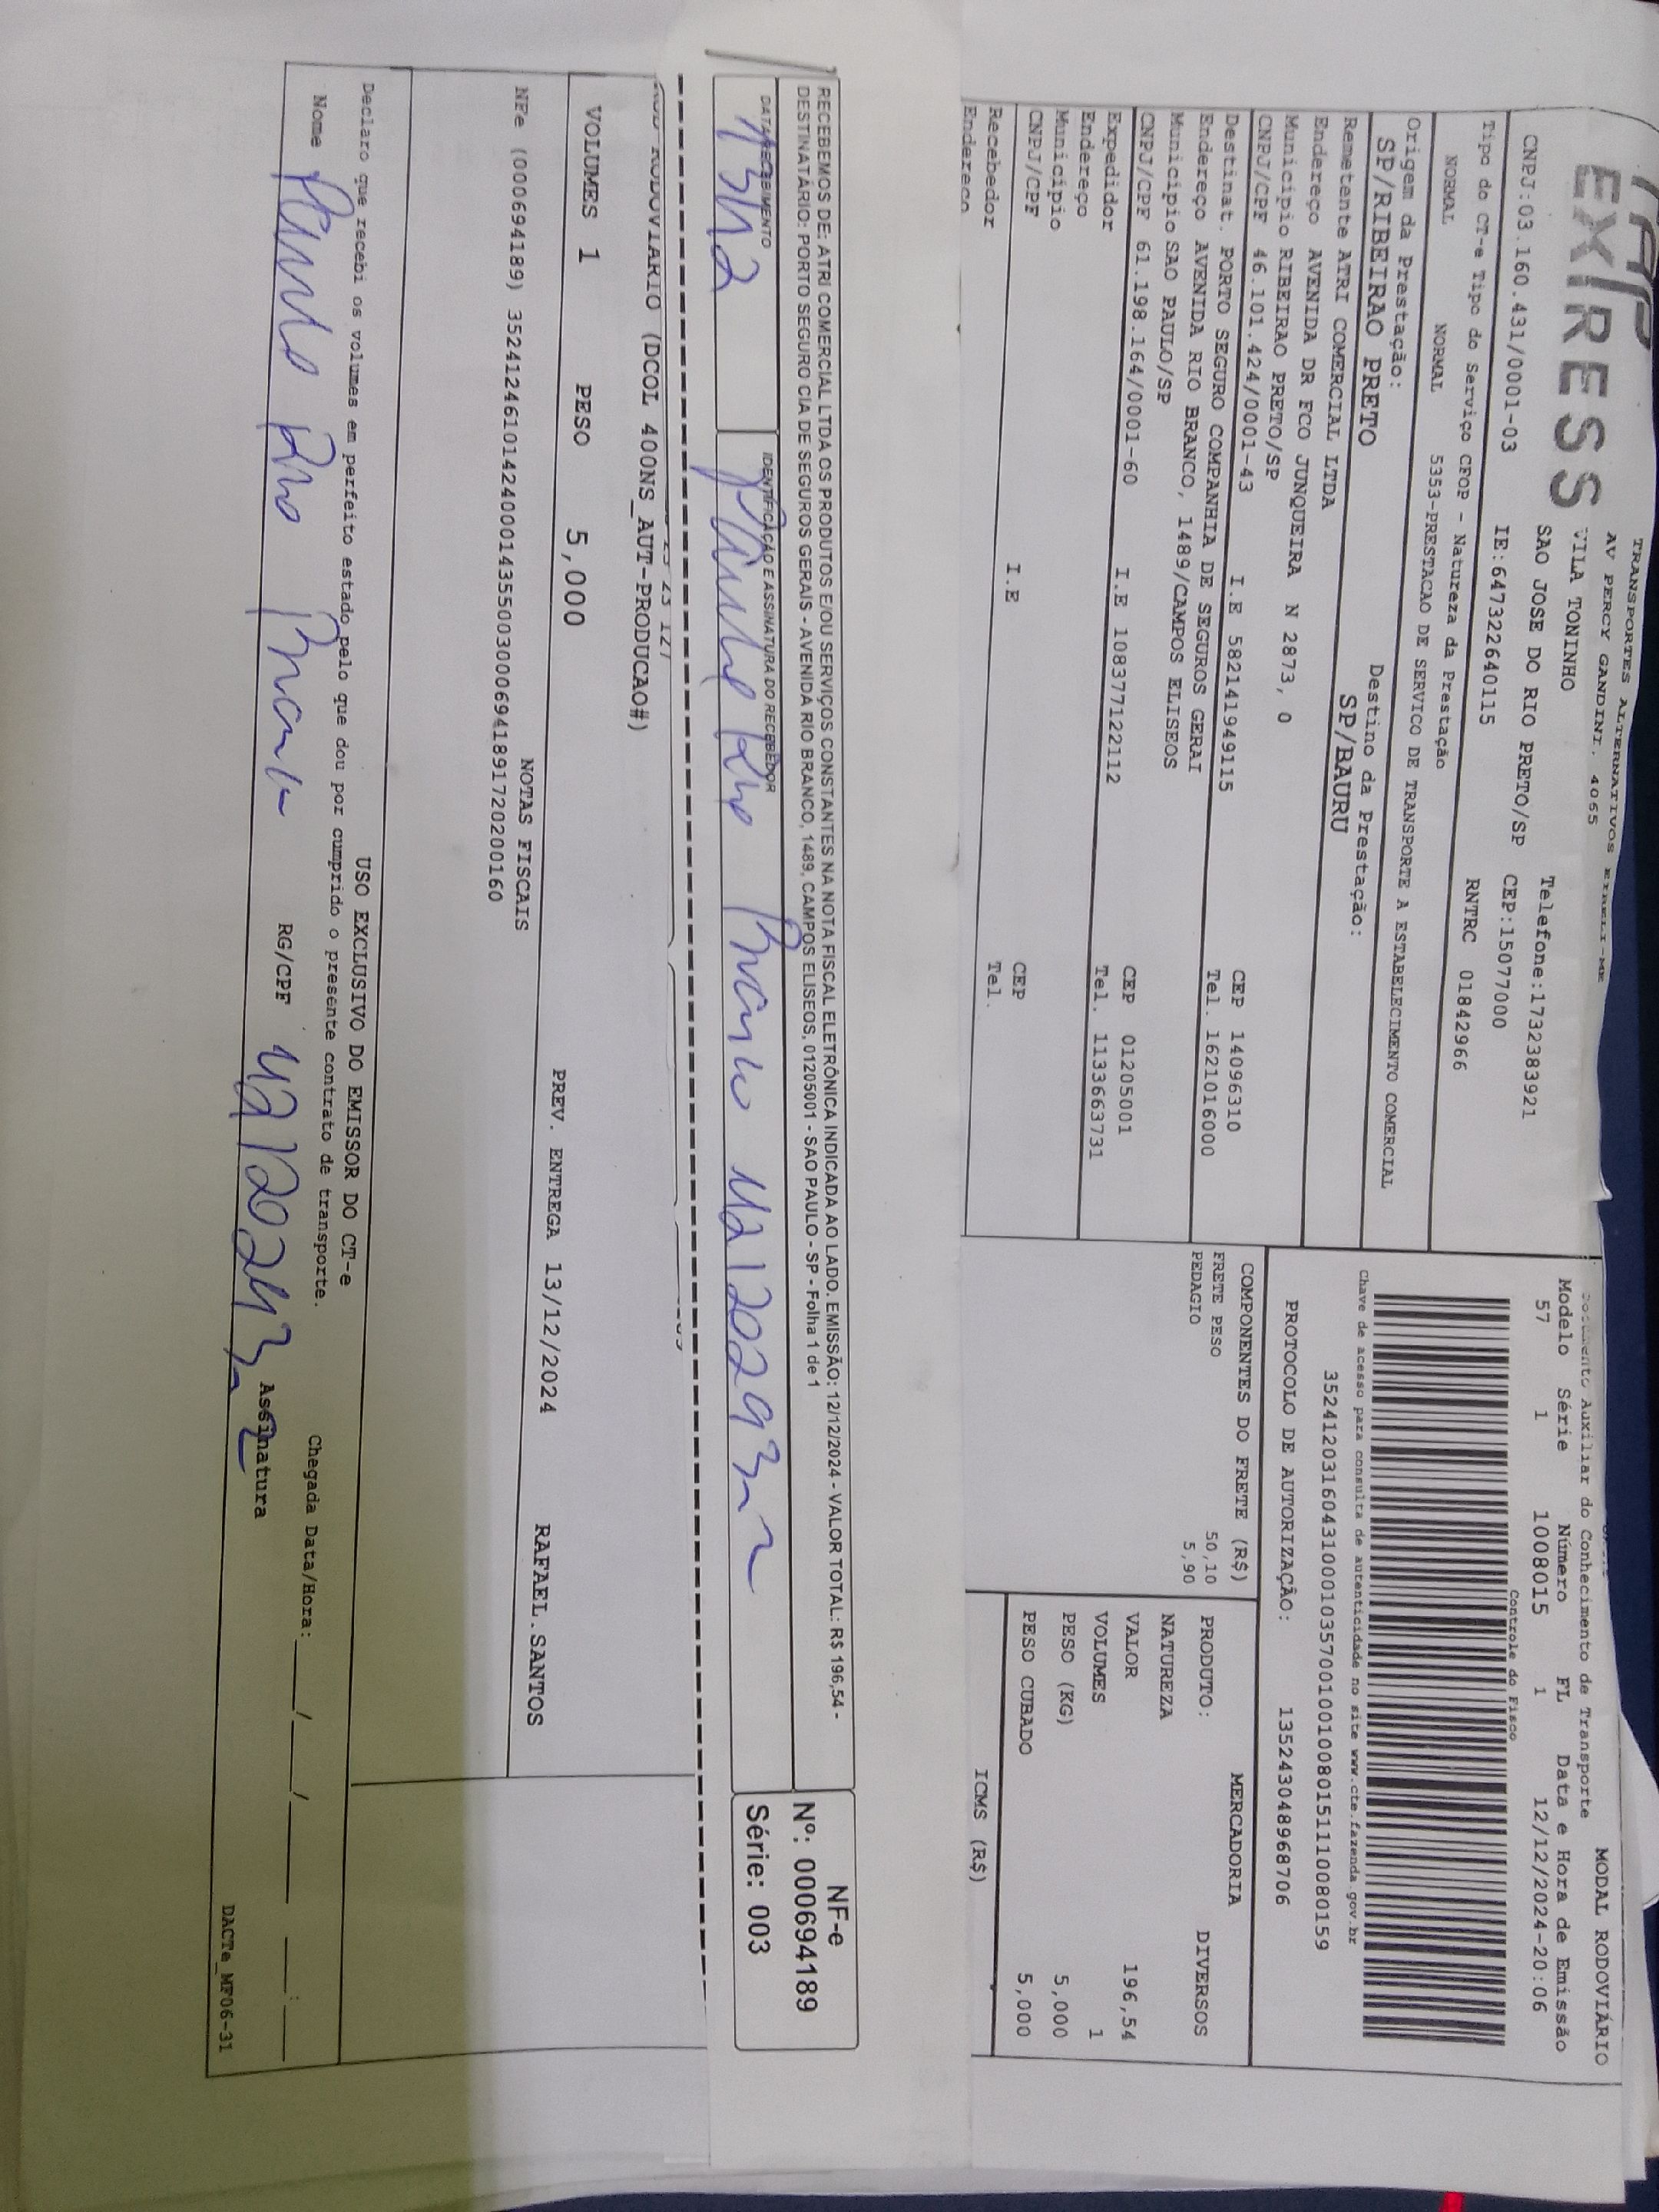 TRANSPORTES ALTERNATIVOS EIRELI-ME
AV PERCY GANDINI, 4065
EXPRESS VILA TONINHO
SAO JOSE DO RIO PRETO/SP Telefone:1732383921
CNPJ:03.160.431/0001-03 IE:647322640115 CEP:15077000
RNTRC 01842966
Tipo do CT-e Tipo do Serviço CFOP - Natureza da Prestação
NORMAL NORMAL 5353-PRESTACAO DE SERVICO DE TRANSPORTE A ESTABELECIMENTO COMERCIAL
Origem da Prestação: Destino da Prestação:
SP/RIBEIRAO PRETO SP/BAURU
Remetente ATRI COMERCIAL LTDA
Endereço AVENIDA DR FCO JUNQUEIRA N 2873, 0
Municipio RIBEIRAO PRETO/SP CEP 14096310
CNPJ/CPF 46.101.424/0001-43 I.E 582141949115 Tel. 1621016000
Destinat. PORTO SEGURO COMPANHIA DE SEGUROS GERAI
Endereço AVENIDA RIO BRANCO, 1489/CAMPOS ELISEOS
Municipio SAO PAULO/SP CEP 01205001
CNPJ/CPF 61.198.164/0001-60 I.E 108377122112 Tel. 1133663731
Expedidor
Endereço
Municipio CEP
CNPJ/CPF I.E Tel.
Recebedor
Endereço
MODAL RODOVIÁRIO
Documento Auxiliar do Conhecimento de Transporte
Modelo Série Número FL Data e Hora de Emissão
57 1 1008015 1 12/12/2024-20:06
Controle do Fisco
Chave de acesso para consulta de autenticidade no site www.cte.fazenda.gov.br
35241203160431000103570010010080151110080159
PROTOCOLO DE AUTORIZAÇÃO: 135243048968706
COMPONENTES DO FRETE (R$)
FRETE PESO 50,10
PEDAGIO 5,90
MERCADORIA
PRODUTO: DIVERSOS
NATUREZA
VALOR 196,54
VOLUMES 1
PESO (KG) 5,000
PESO CUBADO 5,000
ICMS (R$)
RECEBEMOS DE: ATRI COMERCIAL LTDA OS PRODUTOS E/OU SERVIÇOS CONSTANTES NA NOTA FISCAL ELETRÔNICA INDICADA AO LADO. EMISSÃO: 12/12/2024 - VALOR TOTAL: R$ 196,54 -
DESTINATÁRIO: PORTO SEGURO CIA DE SEGUROS GERAIS - AVENIDA RIO BRANCO, 1489, CAMPOS ELISEOS, 01205001 - SAO PAULO - SP - Folha 1 de 1
DATA RECEBIMENTO IDENTIFICAÇÃO E ASSINATURA DO RECEBEDOR
NF-e
Nº: 000694189
Série: 003
RODOVIARIO (DCOL 400NS_AUT-PRODUCAO#)
VOLUMES 1 PESO 5,000 PREV. ENTREGA 13/12/2024 RAFAEL.SANTOS
NOTAS FISCAIS
NFe (000694189) 35241246101424000143550030006941891720200160
USO EXCLUSIVO DO EMISSOR DO CT-e
Declaro que recebi os volumes em perfeito estado pelo que dou por cumprido o presente contrato de transporte.
Chegada Data/Hora:____/____/____ ___:___
Nome RG/CPF Assinatura
DACTe_MF06-31